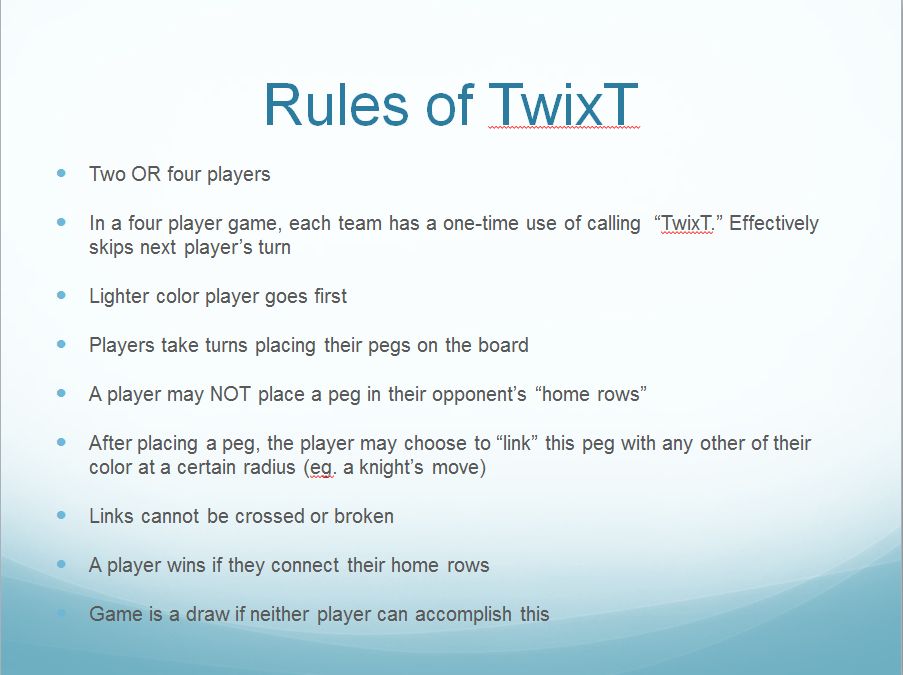 Rules of TwixT
• Two OR four players
• In a four player game, each team has a one-time use of calling “TwixT.” Effectively
skips next player’s turn
• Lighter color player goes first
• Players take turns placing their pegs on the board
• A player may NOT place a peg in their opponent’s “home rows”
• After placing a peg, the player may choose to “link” this peg with any other of their
color at a certain radius (eg. a knight’s move)
• Links cannot be crossed or broken
• A player wins if they connect their home rows
• Game is a draw if neither player can accomplish this